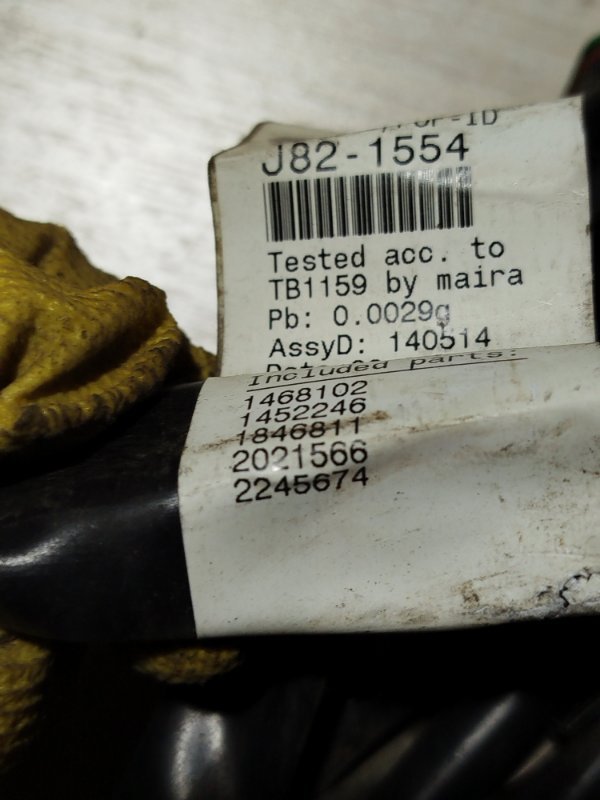 J82-1554
Tested acc. to
TB1159 by maira
Pb: 0.0029g
AssyD: 140514
Included parts:
1468102
1452246
1846811
2021566
2245674